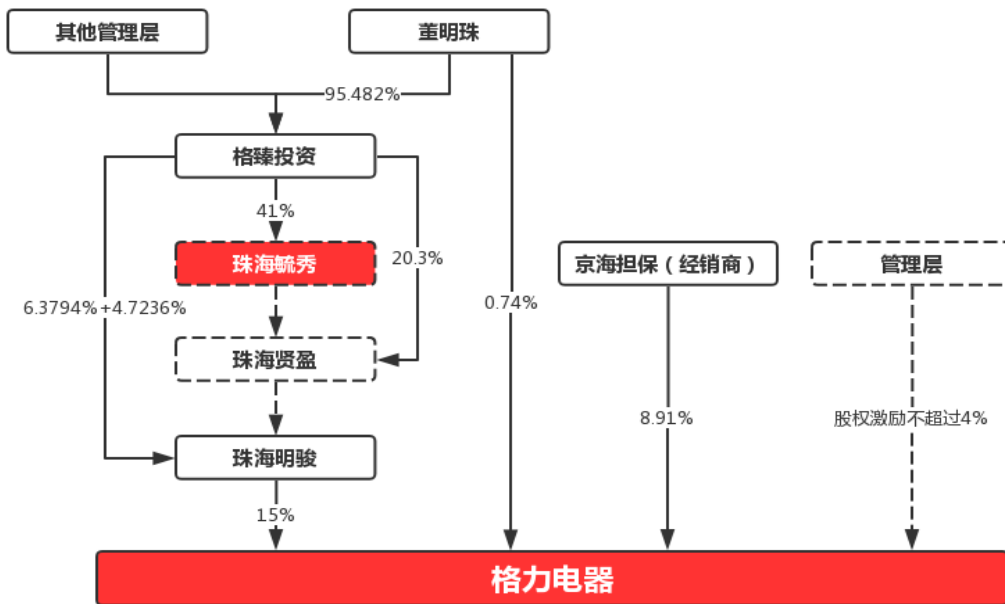 其他管理层
董明珠
95.482%
格臻投资
41%
珠海毓秀
20.3%
京海担保（经销商）
管理层
6.3794%+4.7236%
0.74%
珠海贤盈
8.91%
股权激励不超过4%
珠海明骏
15%
格力电器